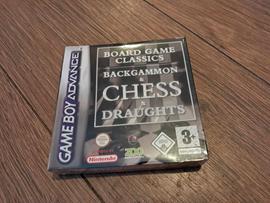 GAME BOY ADVANCE
BOARD GAME
CLASSICS
BACKGAMMON
&
CHESS
&
DRAUGHTS
Nintendo
3+